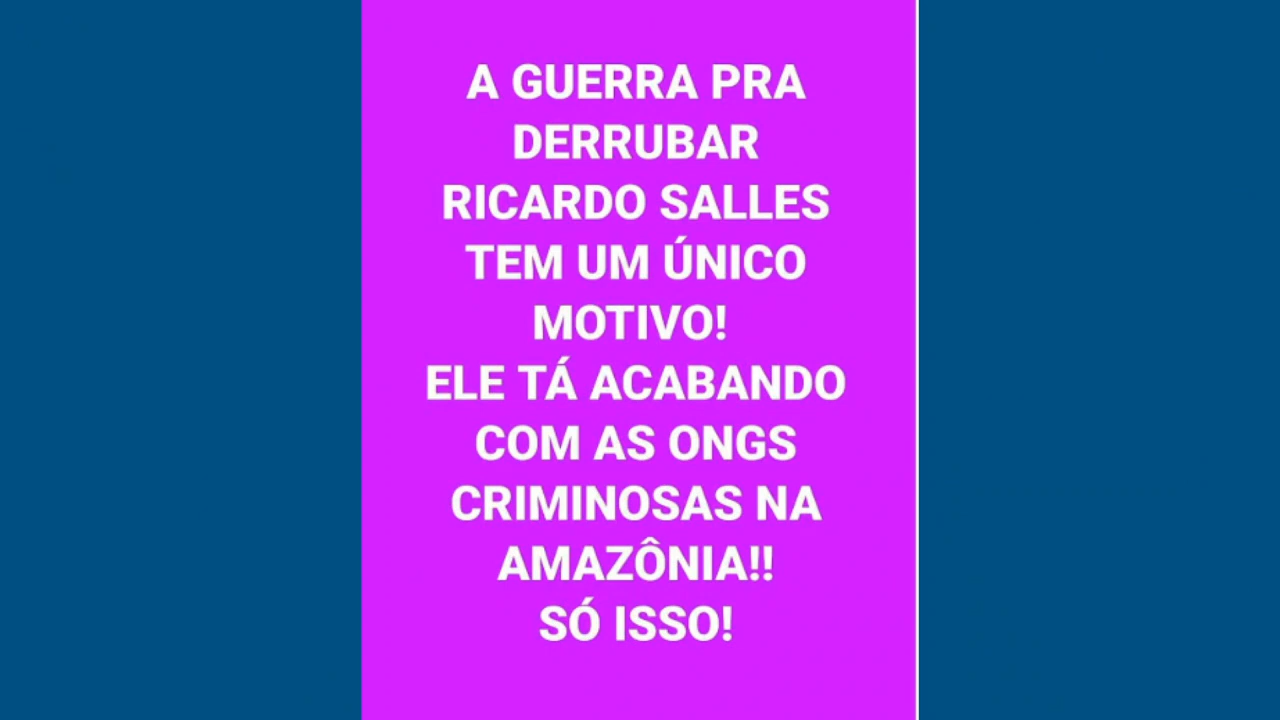 A GUERRA PRA
DERRUBAR
RICARDO SALLES
TEM UM ÚNICO
MOTIVO!
ELE TÁ ACABANDO
COM AS ONGS
CRIMINOSAS NA
AMAZÔNIA!!
SÓ ISSO!